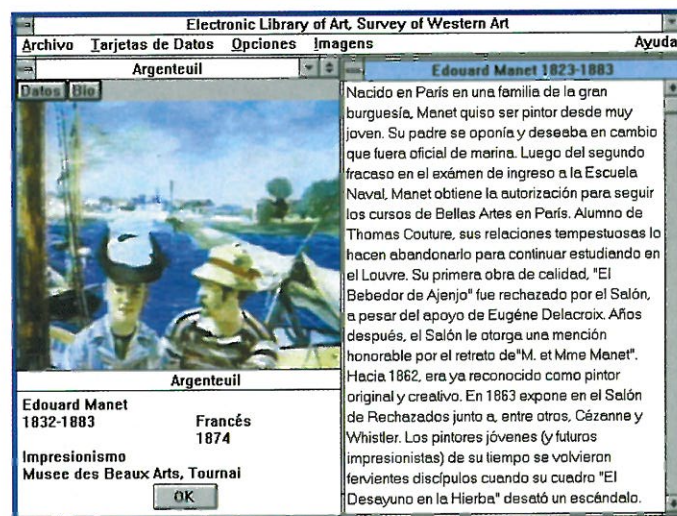 Electronic Library of Art, Survey of Western Art
Archivo Tarjetas de Datos Opciones Imagens Ayuda
Argenteuil
Datos Bio
Argenteuil
Edouard Manet
1832-1883 Francés
1874
Impresionismo
Musee des Beaux Arts, Tournai
OK
Edouard Manet 1823-1883
Nacido en París en una familia de la gran
burguesía, Manet quiso ser pintor desde muy
joven. Su padre se oponía y deseaba en cambio
que fuera oficial de marina. Luego del segundo
fracaso en el exámen de ingreso a la Escuela
Naval, Manet obtiene la autorización para seguir
los cursos de Bellas Artes en París. Alumno de
Thomas Couture, sus relaciones tempestuosas lo
hacen abandonarlo para continuar estudiando en
el Louvre. Su primera obra de calidad, "El
Bebedor de Ajenjo" fue rechazado por el Salón,
a pesar del apoyo de Eugéne Delacroix. Años
después, el Salón le otorga una mención
honorable por el retrato de"M. et Mme Manet".
Hacia 1862, era ya reconocido como pintor
original y creativo. En 1863 expone en el Salón
de Rechazados junto a, entre otros, Cézanne y
Whistler. Los pintores jóvenes (y futuros
impresionistas) de su tiempo se volvieron
fervientes discípulos cuando su cuadro "El
Desayuno en la Hierba" desató un escándalo.